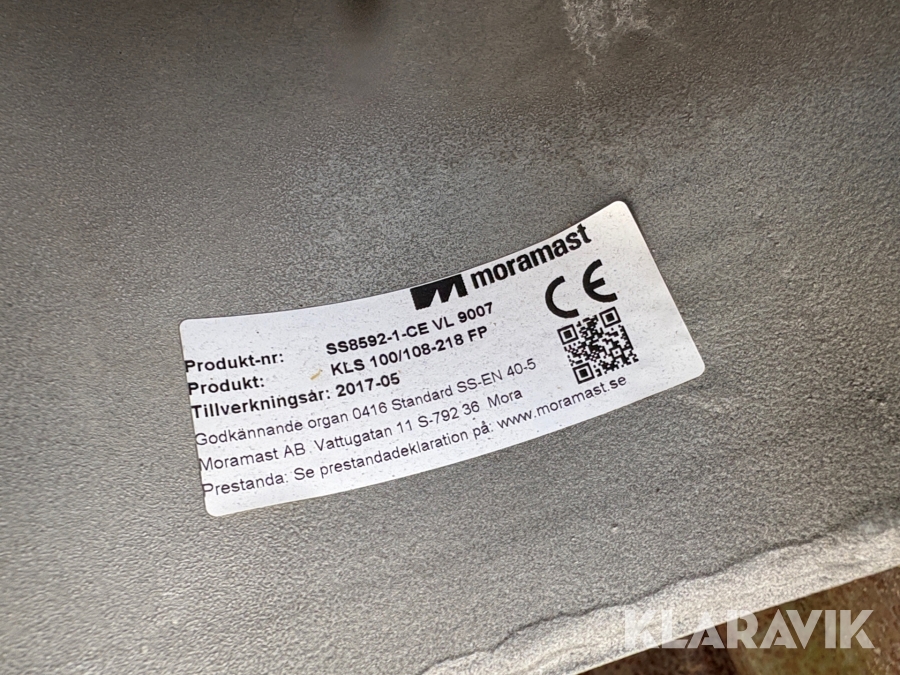 moramast
CE
Produkt-nr: SS8592-1-CE VL 9007
Produkt: KLS 100/108-218 FP
Tillverkningsår: 2017-05
Godkännande organ 0416 Standard SS-EN 40-5
Moramast AB Vattugatan 11 S-792 36 Mora
Prestanda: Se prestandadeklaration på: www.moramast.se
KLARAVIK